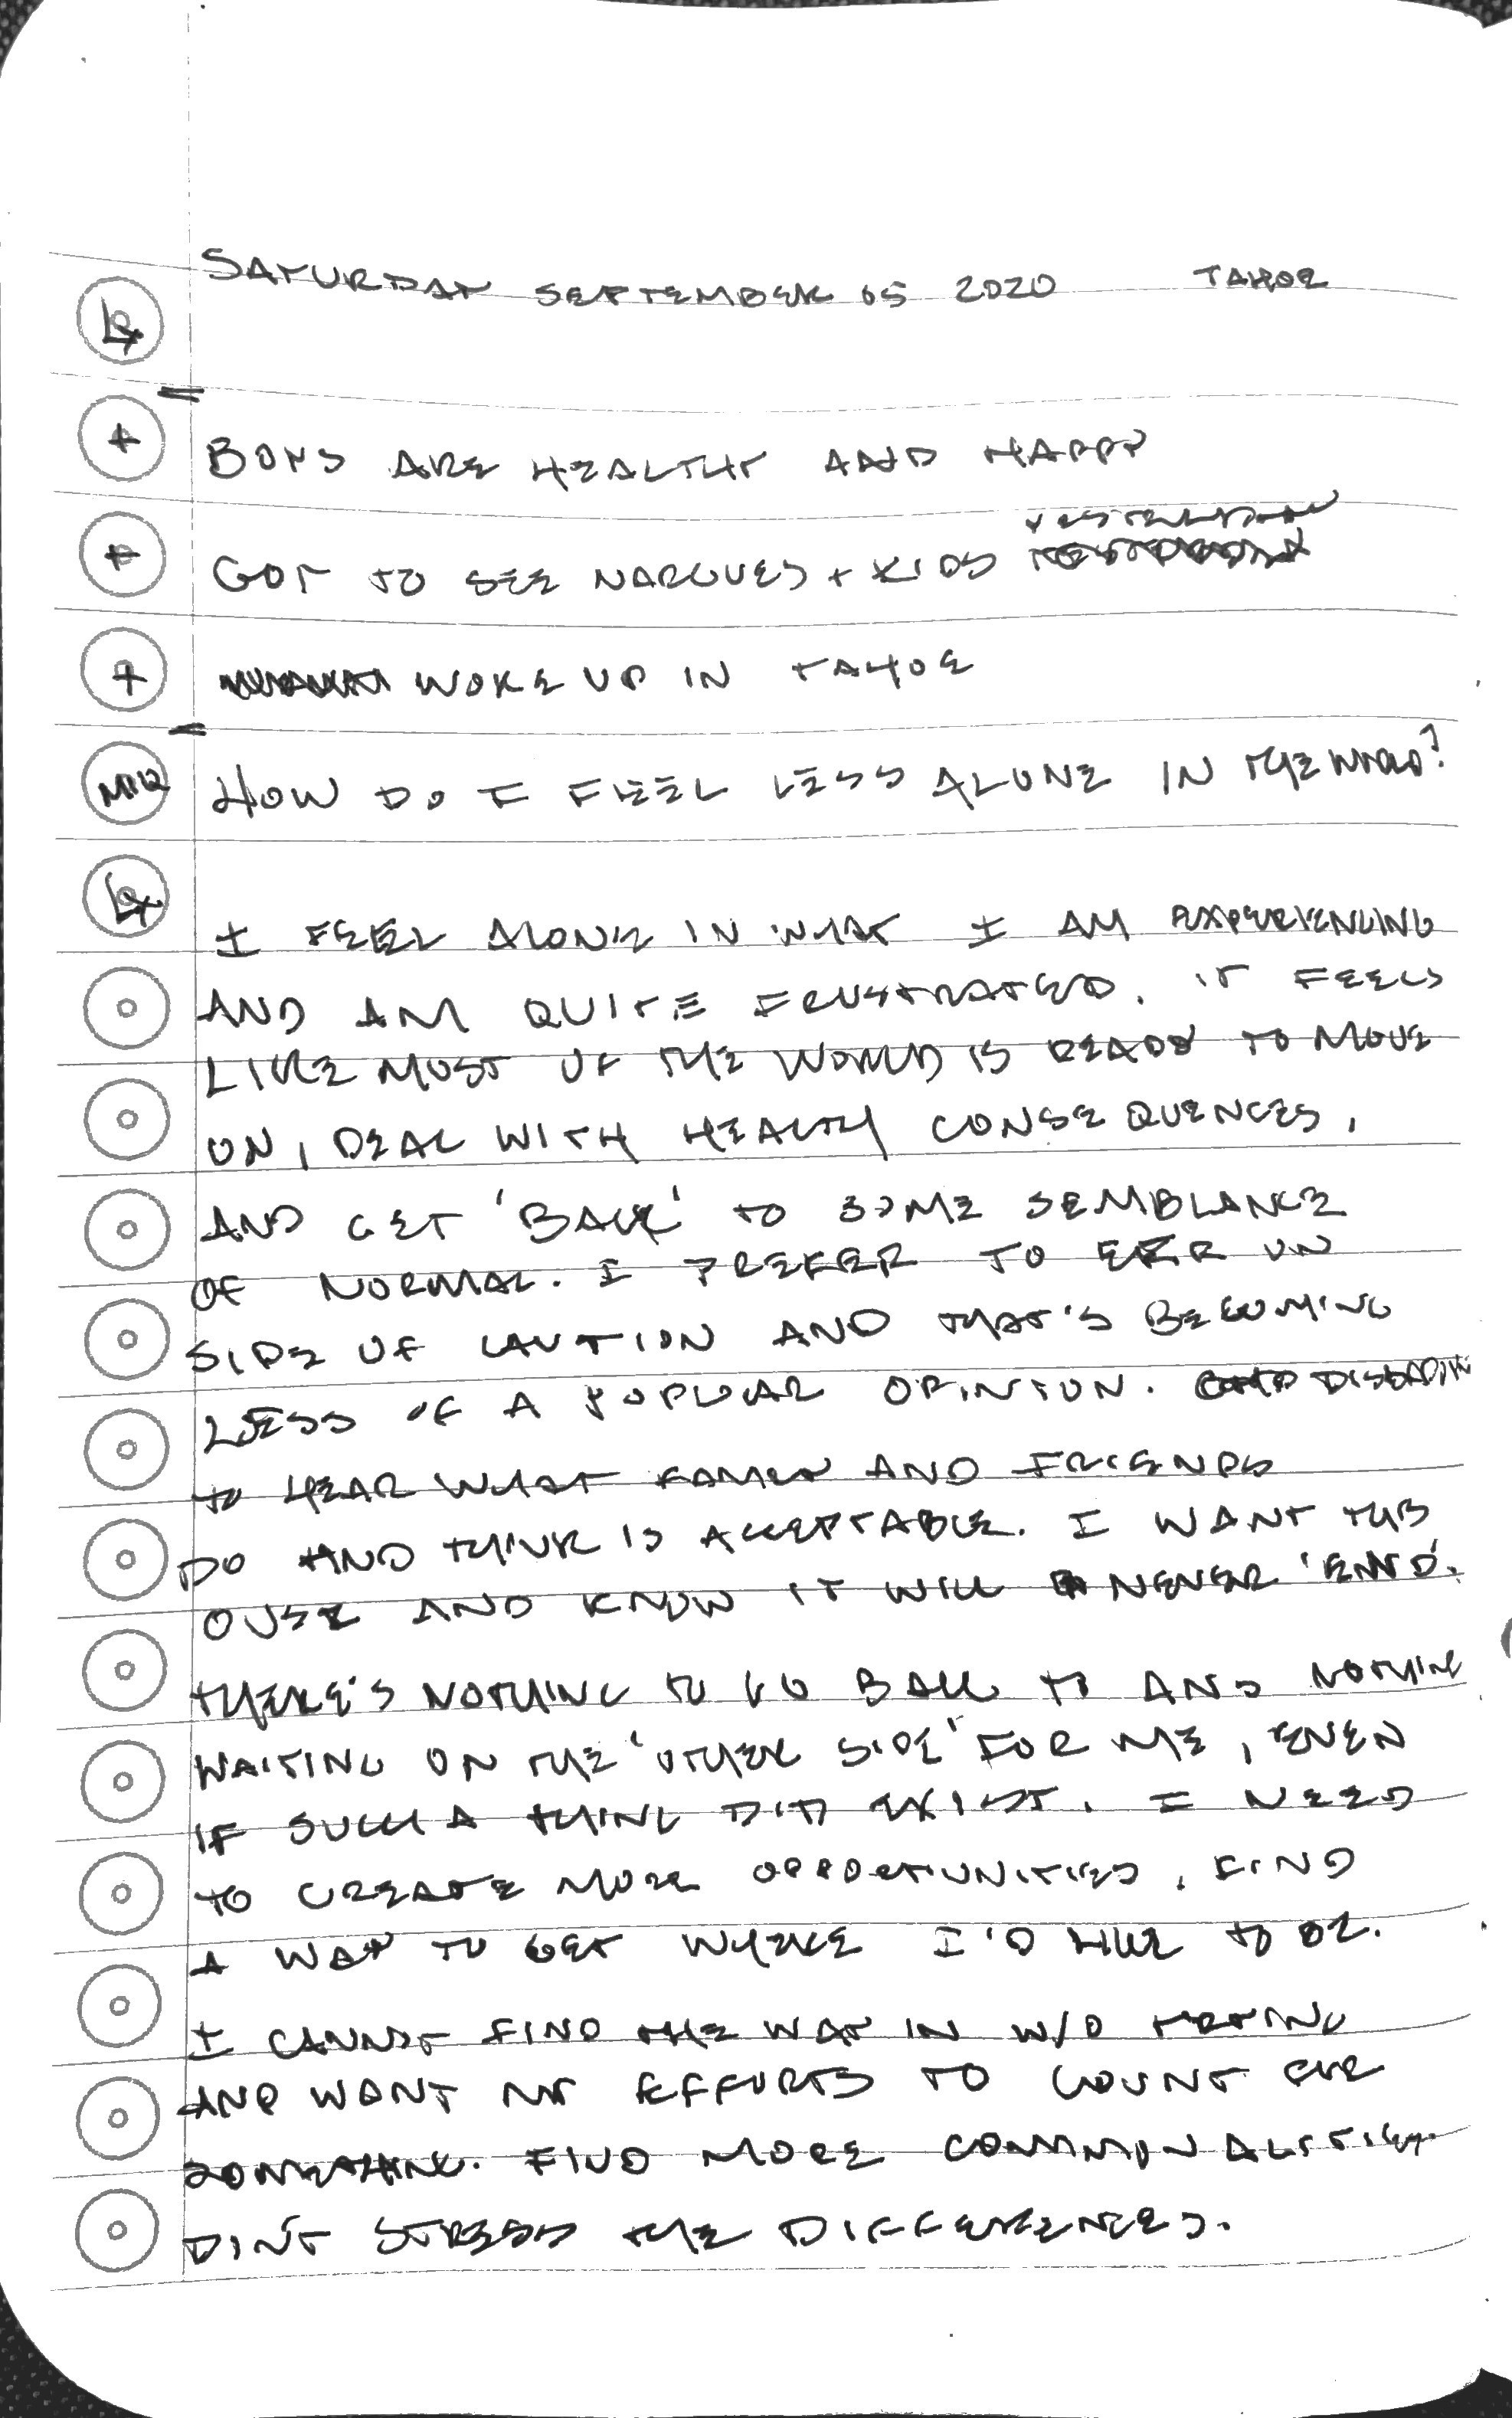 SATURDAY SEPTEMBER 05 2020 TAHOE
BOYS ARE HEALTHY AND HAPPY
YESTERDAY
GOT TO SEE + KIDS
WOKE UP IN TAHOE
HOW DO I FEEL LESS ALONE IN THE WORLD?
I FEEL ALONE IN WHAT I AM EXPERIENCING
AND AM QUITE FRUSTRATED. IT FEELS
LIKE MOST OF THE WORLD IS READY TO MOVE
ON, DEAL WITH HEALTH CONSEQUENCES,
AND GET 'BACK' TO SOME SEMBLANCE
OF NORMAL. I PREFER TO ERR ON
SIDE OF CAUTION AND THAT'S BECOMING
LESS OF A POPULAR OPINION.
TO HEAR WHAT FAMILY AND FRIENDS
DO AND THINK IS ACCEPTABLE. I WANT THIS
OVER AND KNOW IT WILL NEVER 'END'.
THERE'S NOTHING TO GO BACK TO AND NOTHING
WAITING ON THE 'OTHER SIDE' FOR ME, EVEN
IF SUCH A THING DID EXIST. I NEED
TO CREATE MORE OPPORTUNITIES, FIND
A WAY TO GET WHERE I'D LIKE TO BE.
I CANNOT FIND THE WAY IN W/O TRYING
AND WANT MY EFFORTS TO COUNT FOR
SOMETHING. FIND MORE COMMONALITIES.
DON'T STRESS THE DIFFERENCES.